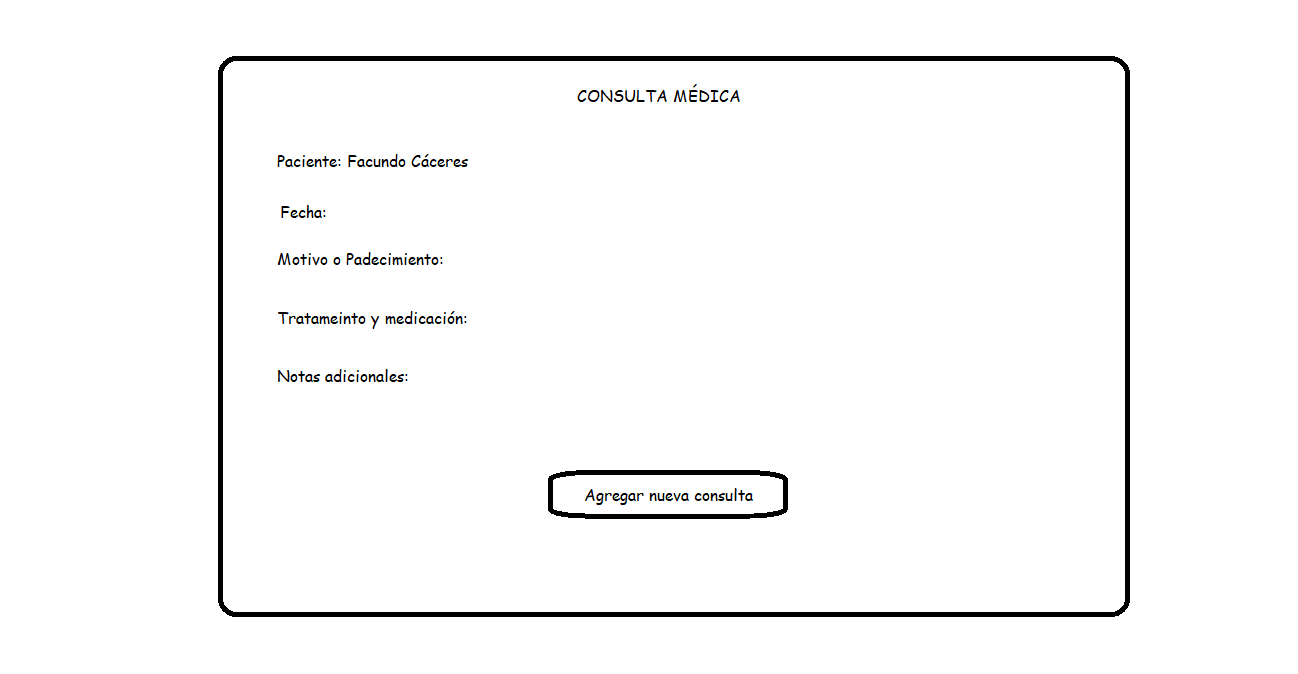 CONSULTA MÉDICA
Paciente: Facundo Cáceres
Fecha:
Motivo o Padecimiento:
Tratameinto y medicación:
Notas adicionales:
Agregar nueva consulta